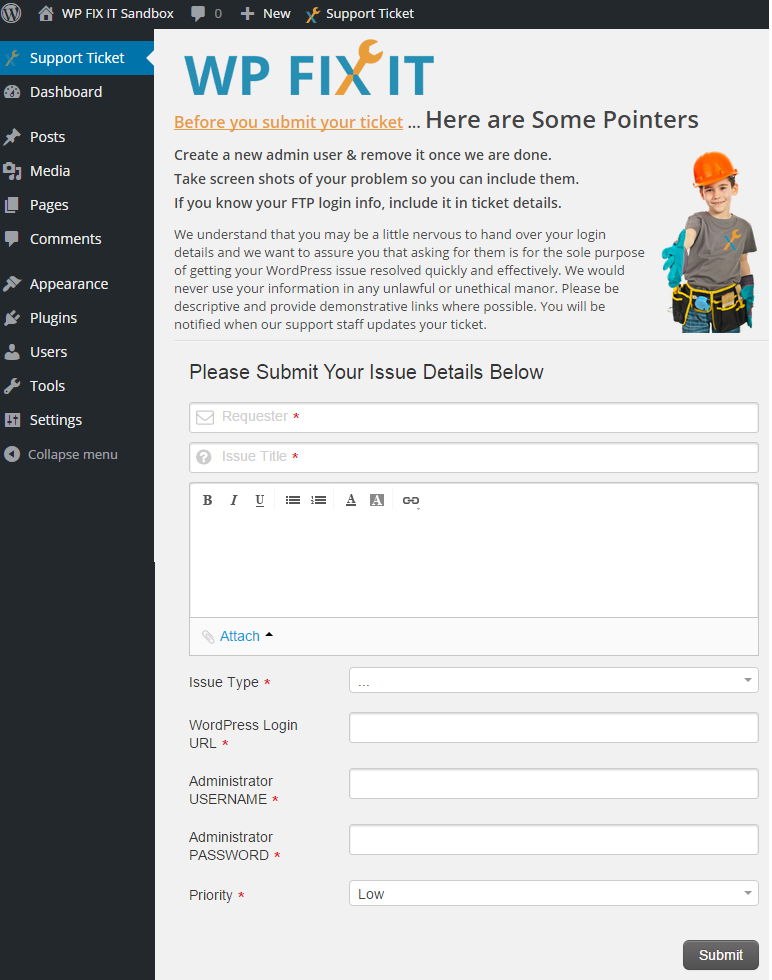 WP FIX IT Sandbox 0 New Support Ticket
Support Ticket
Dashboard
Posts
Media
Pages
Comments
Appearance
Plugins
Users
Tools
Settings
Collapse menu
WP FIX IT
Before you submit your ticket ... Here are Some Pointers
Create a new admin user & remove it once we are done.
Take screen shots of your problem so you can include them.
If you know your FTP login info, include it in ticket details.
We understand that you may be a little nervous to hand over your login
details and we want to assure you that asking for them is for the sole purpose
of getting your WordPress issue resolved quickly and effectively. We would
never use your information in any unlawful or unethical manor. Please be
descriptive and provide demonstrative links where possible. You will be
notified when our support staff updates your ticket.
Please Submit Your Issue Details Below
Requester *
Issue Title *
B I U A A
Attach
Issue Type * ...
WordPress Login
URL *
Administrator
USERNAME *
Administrator
PASSWORD *
Priority * Low
Submit